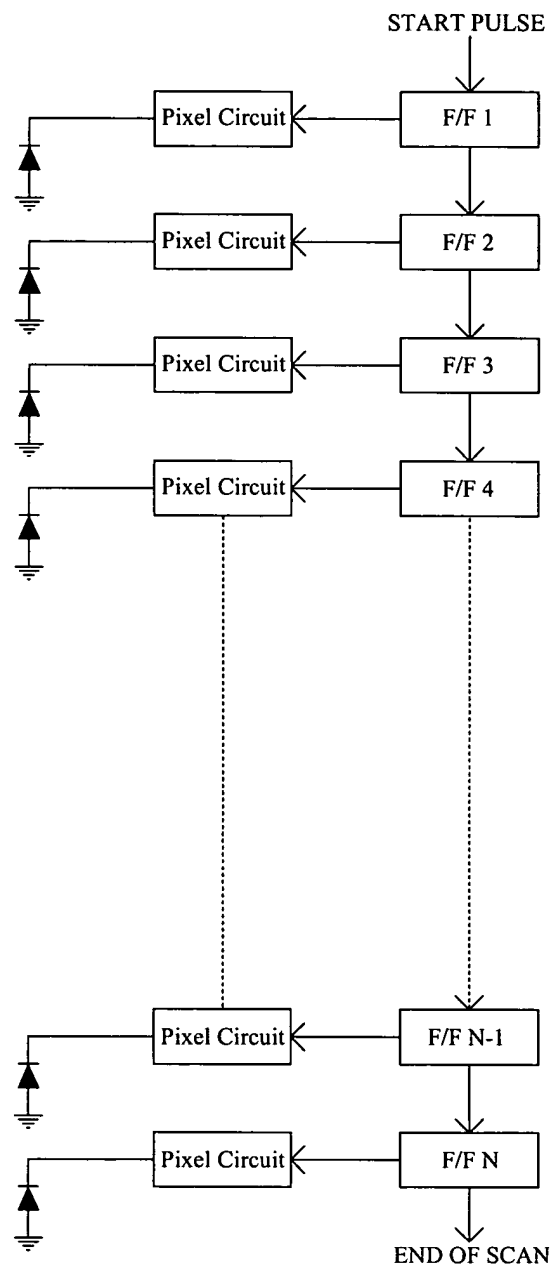 START PULSE
Pixel Circuit
F/F 1
Pixel Circuit
F/F 2
Pixel Circuit
F/F 3
Pixel Circuit
F/F 4
Pixel Circuit
F/F N-1
Pixel Circuit
F/F N
END OF SCAN